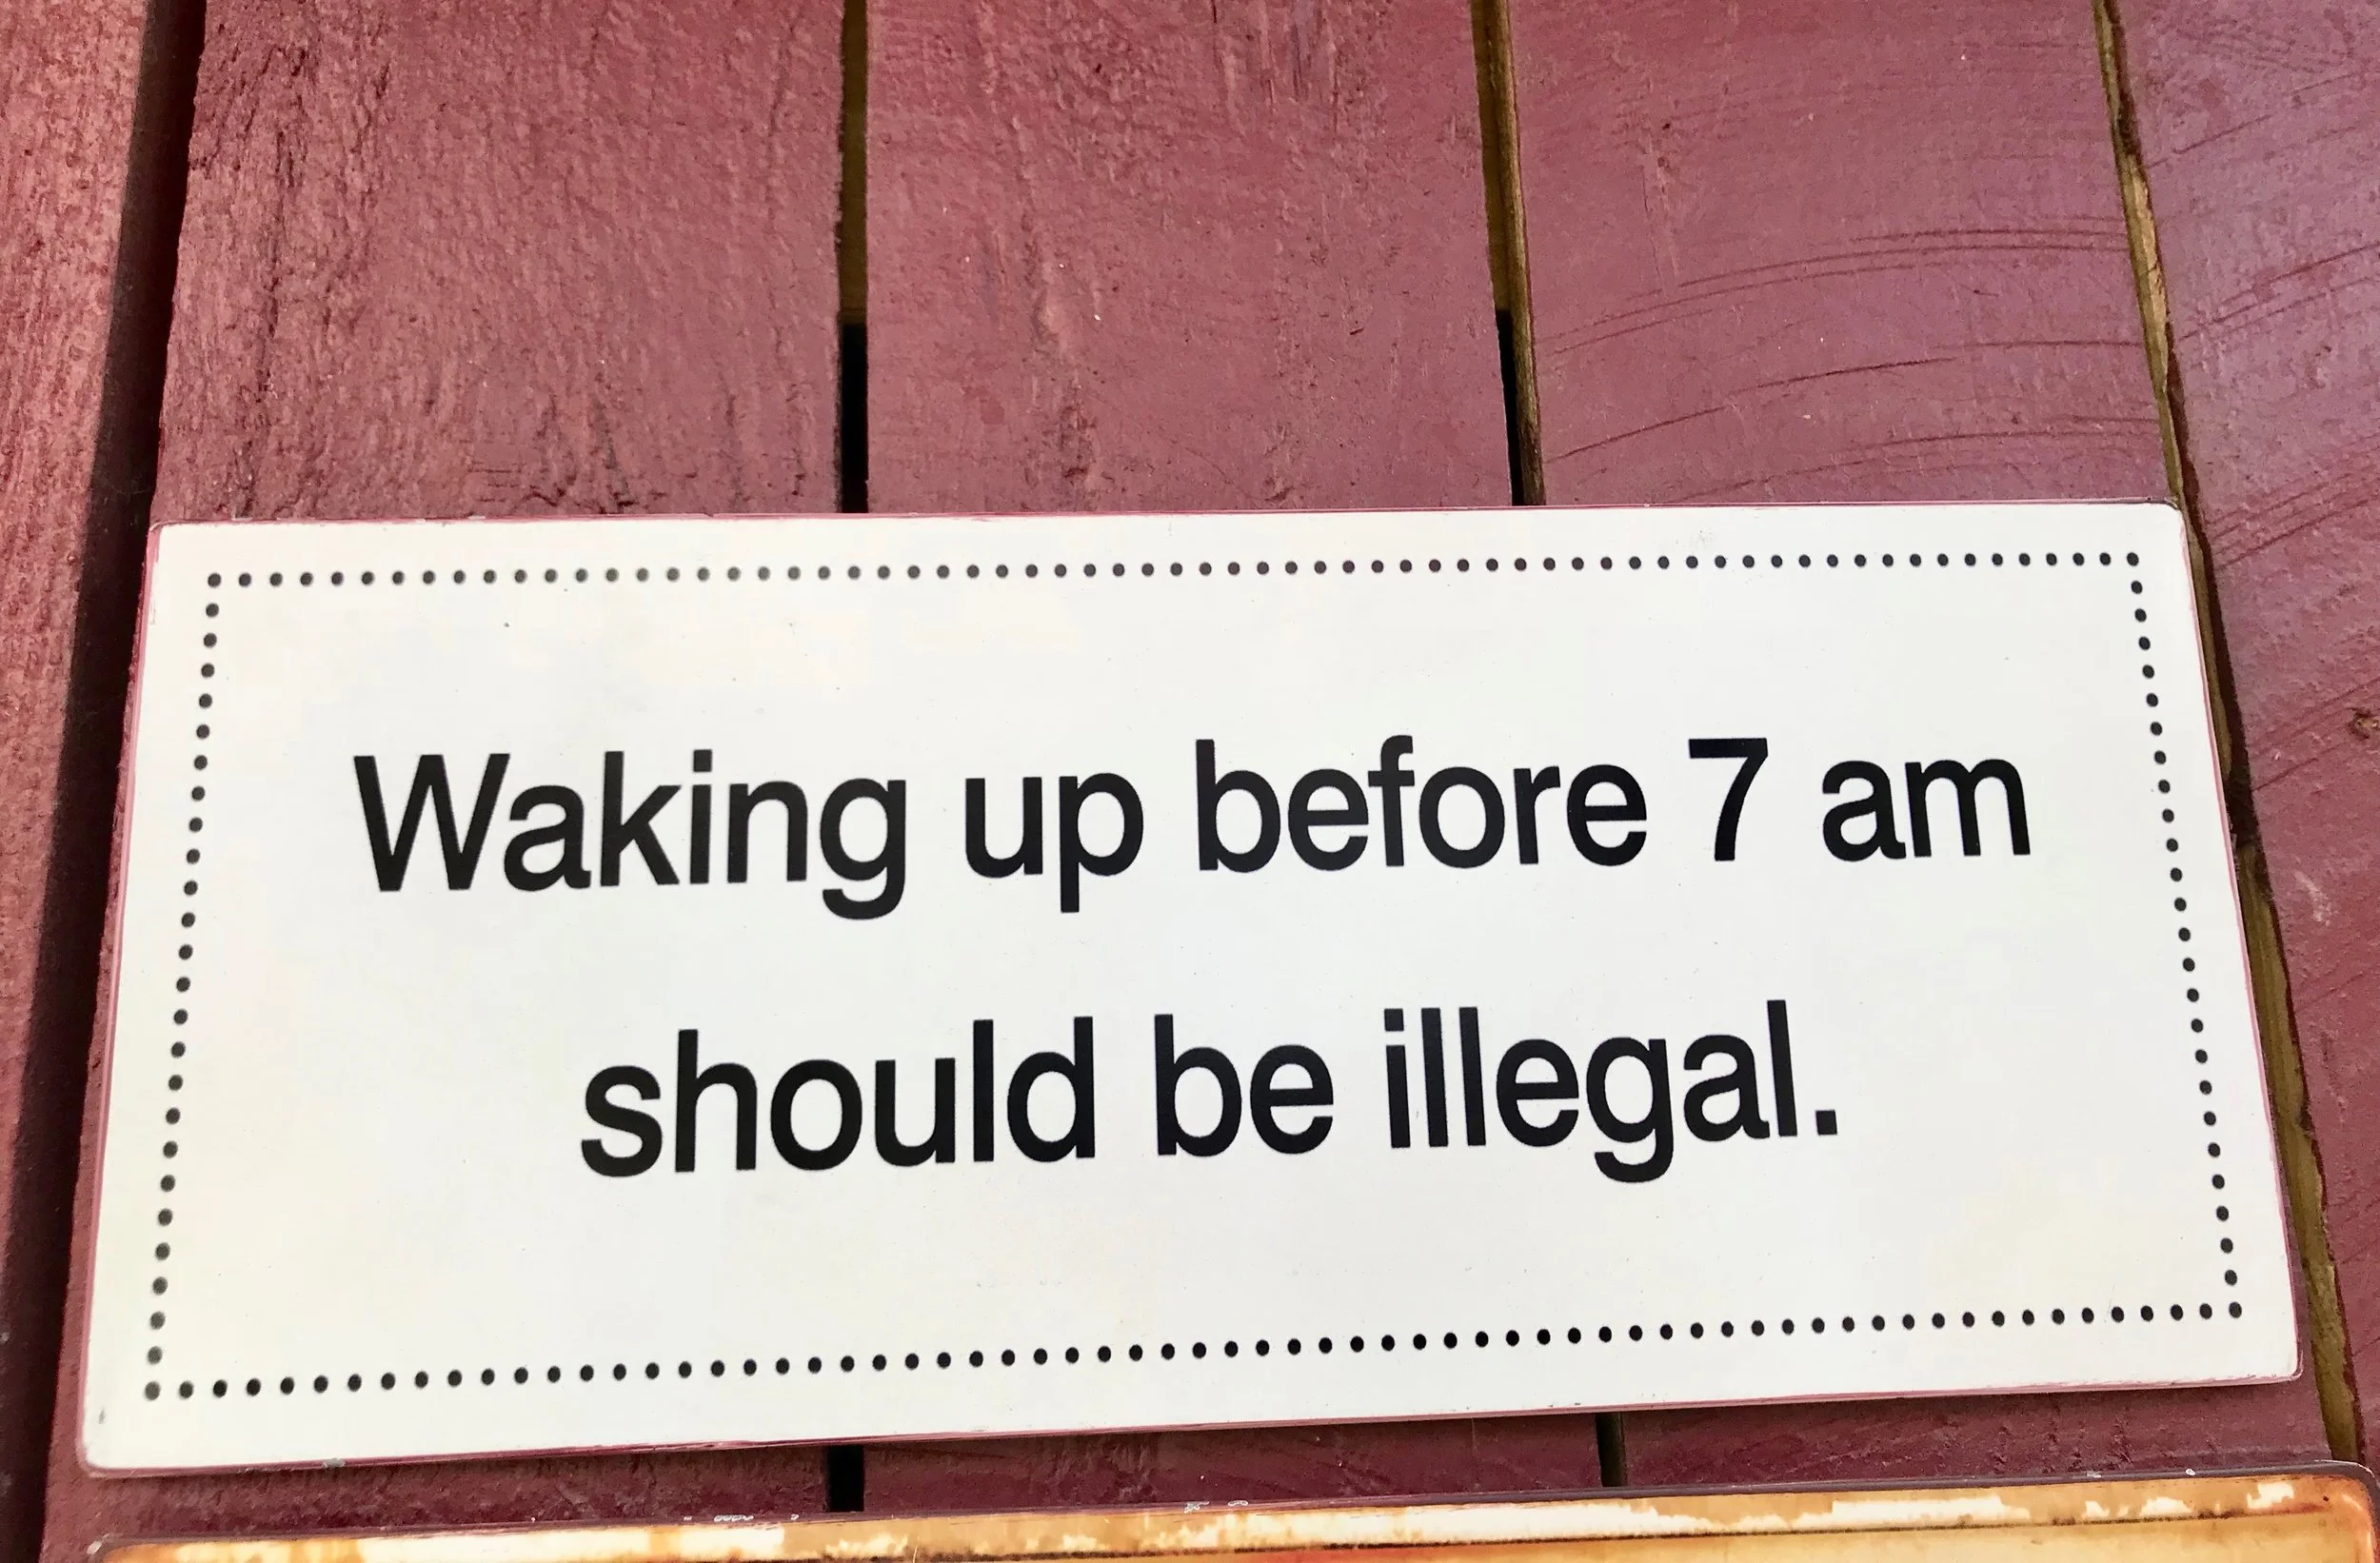 Waking up before 7 am
should be illegal.